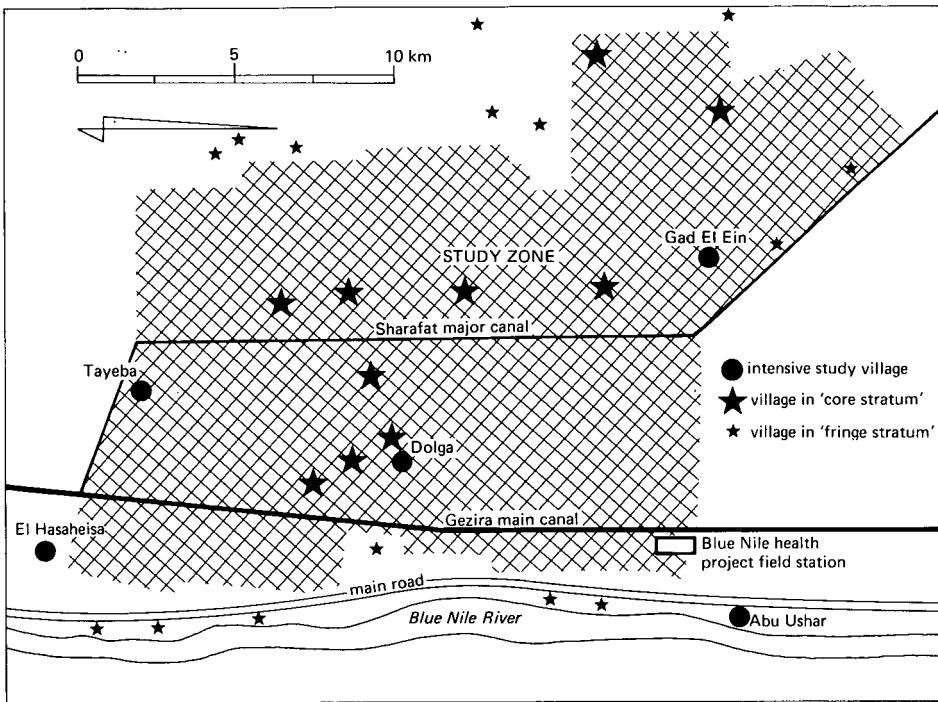 0 5 10 km
Gad El Ein
STUDY ZONE
Sharafat major canal
Tayeba
intensive study village
village in 'core stratum'
Dolga
village in 'fringe stratum'
El Hasaheisa
Gezira main canal
Blue Nile health
project field station
main road
Blue Nile River
Abu Ushar